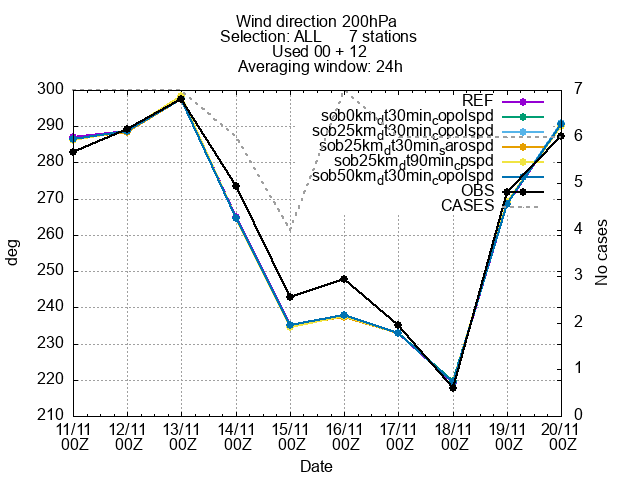 Wind direction 200hPa
Selection: ALL 7 stations
Used 00 + 12
Averaging window: 24h
300
290
280
270
260
250
240
230
220
210
deg
7
6
5
4
3
2
1
0
No cases
REF
sob0km_dt30min_copolspd
sob25km_dt30min_copolspd
sob25km_dt30min_sarospd
sob25km_dt90min_cpspd
sob50km_dt30min_copolspd
OBS
CASES
11/11 12/11 13/11 14/11 15/11 16/11 17/11 18/11 19/11 20/11
00Z 00Z 00Z 00Z 00Z 00Z 00Z 00Z 00Z 00Z
Date